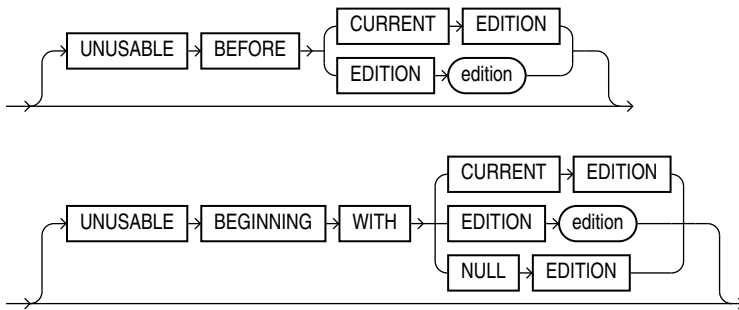 CURRENT EDITION
UNUSABLE BEFORE
EDITION edition
CURRENT EDITION
UNUSABLE BEGINNING WITH EDITION edition
NULL EDITION